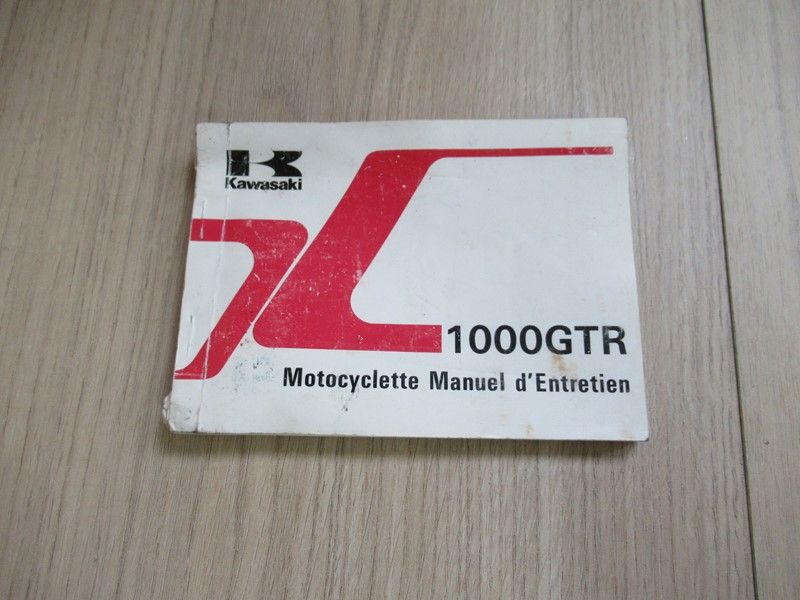 Kawasaki
1000GTR
Motocyclette Manuel d'Entretien